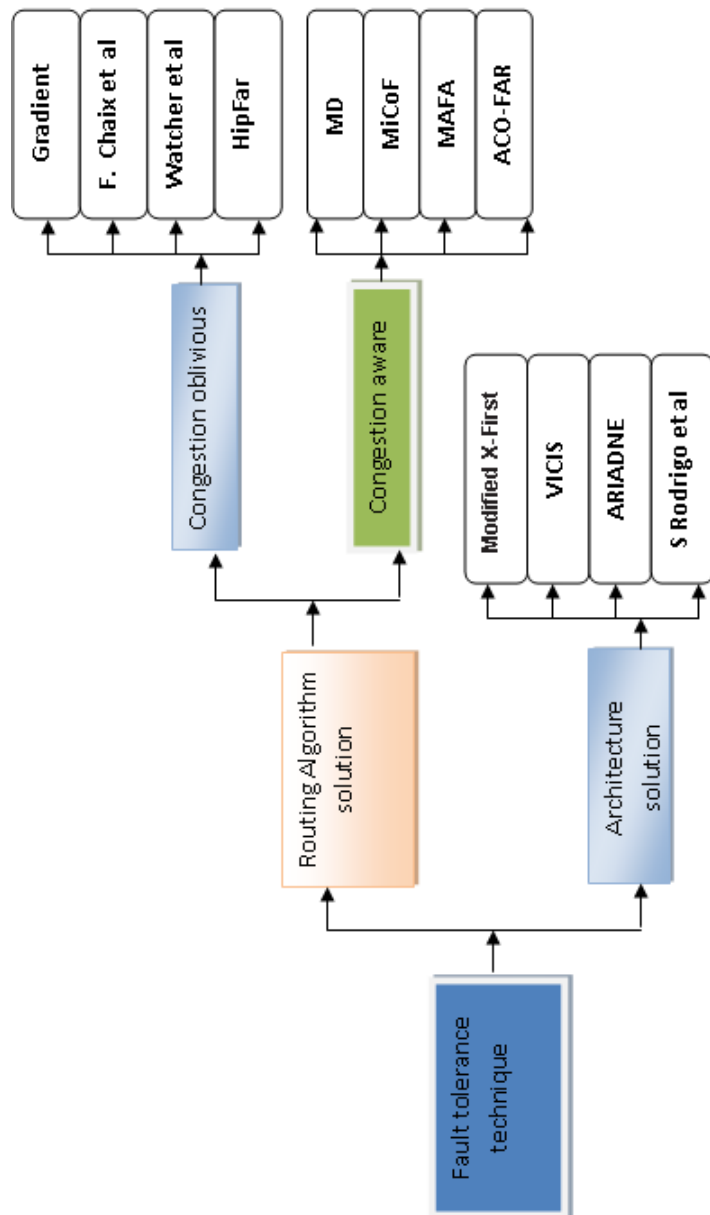 Fault tolerance
technique
Routing Algorithm
solution
Architecture
solution
Congestion oblivious
Congestion aware
Gradient
F. Chaix et al
Watcher et al
HipFar
MD
MiCoF
MAFA
ACO-FAR
Modified X-First
VICIS
ARIADNE
S Rodrigo et al